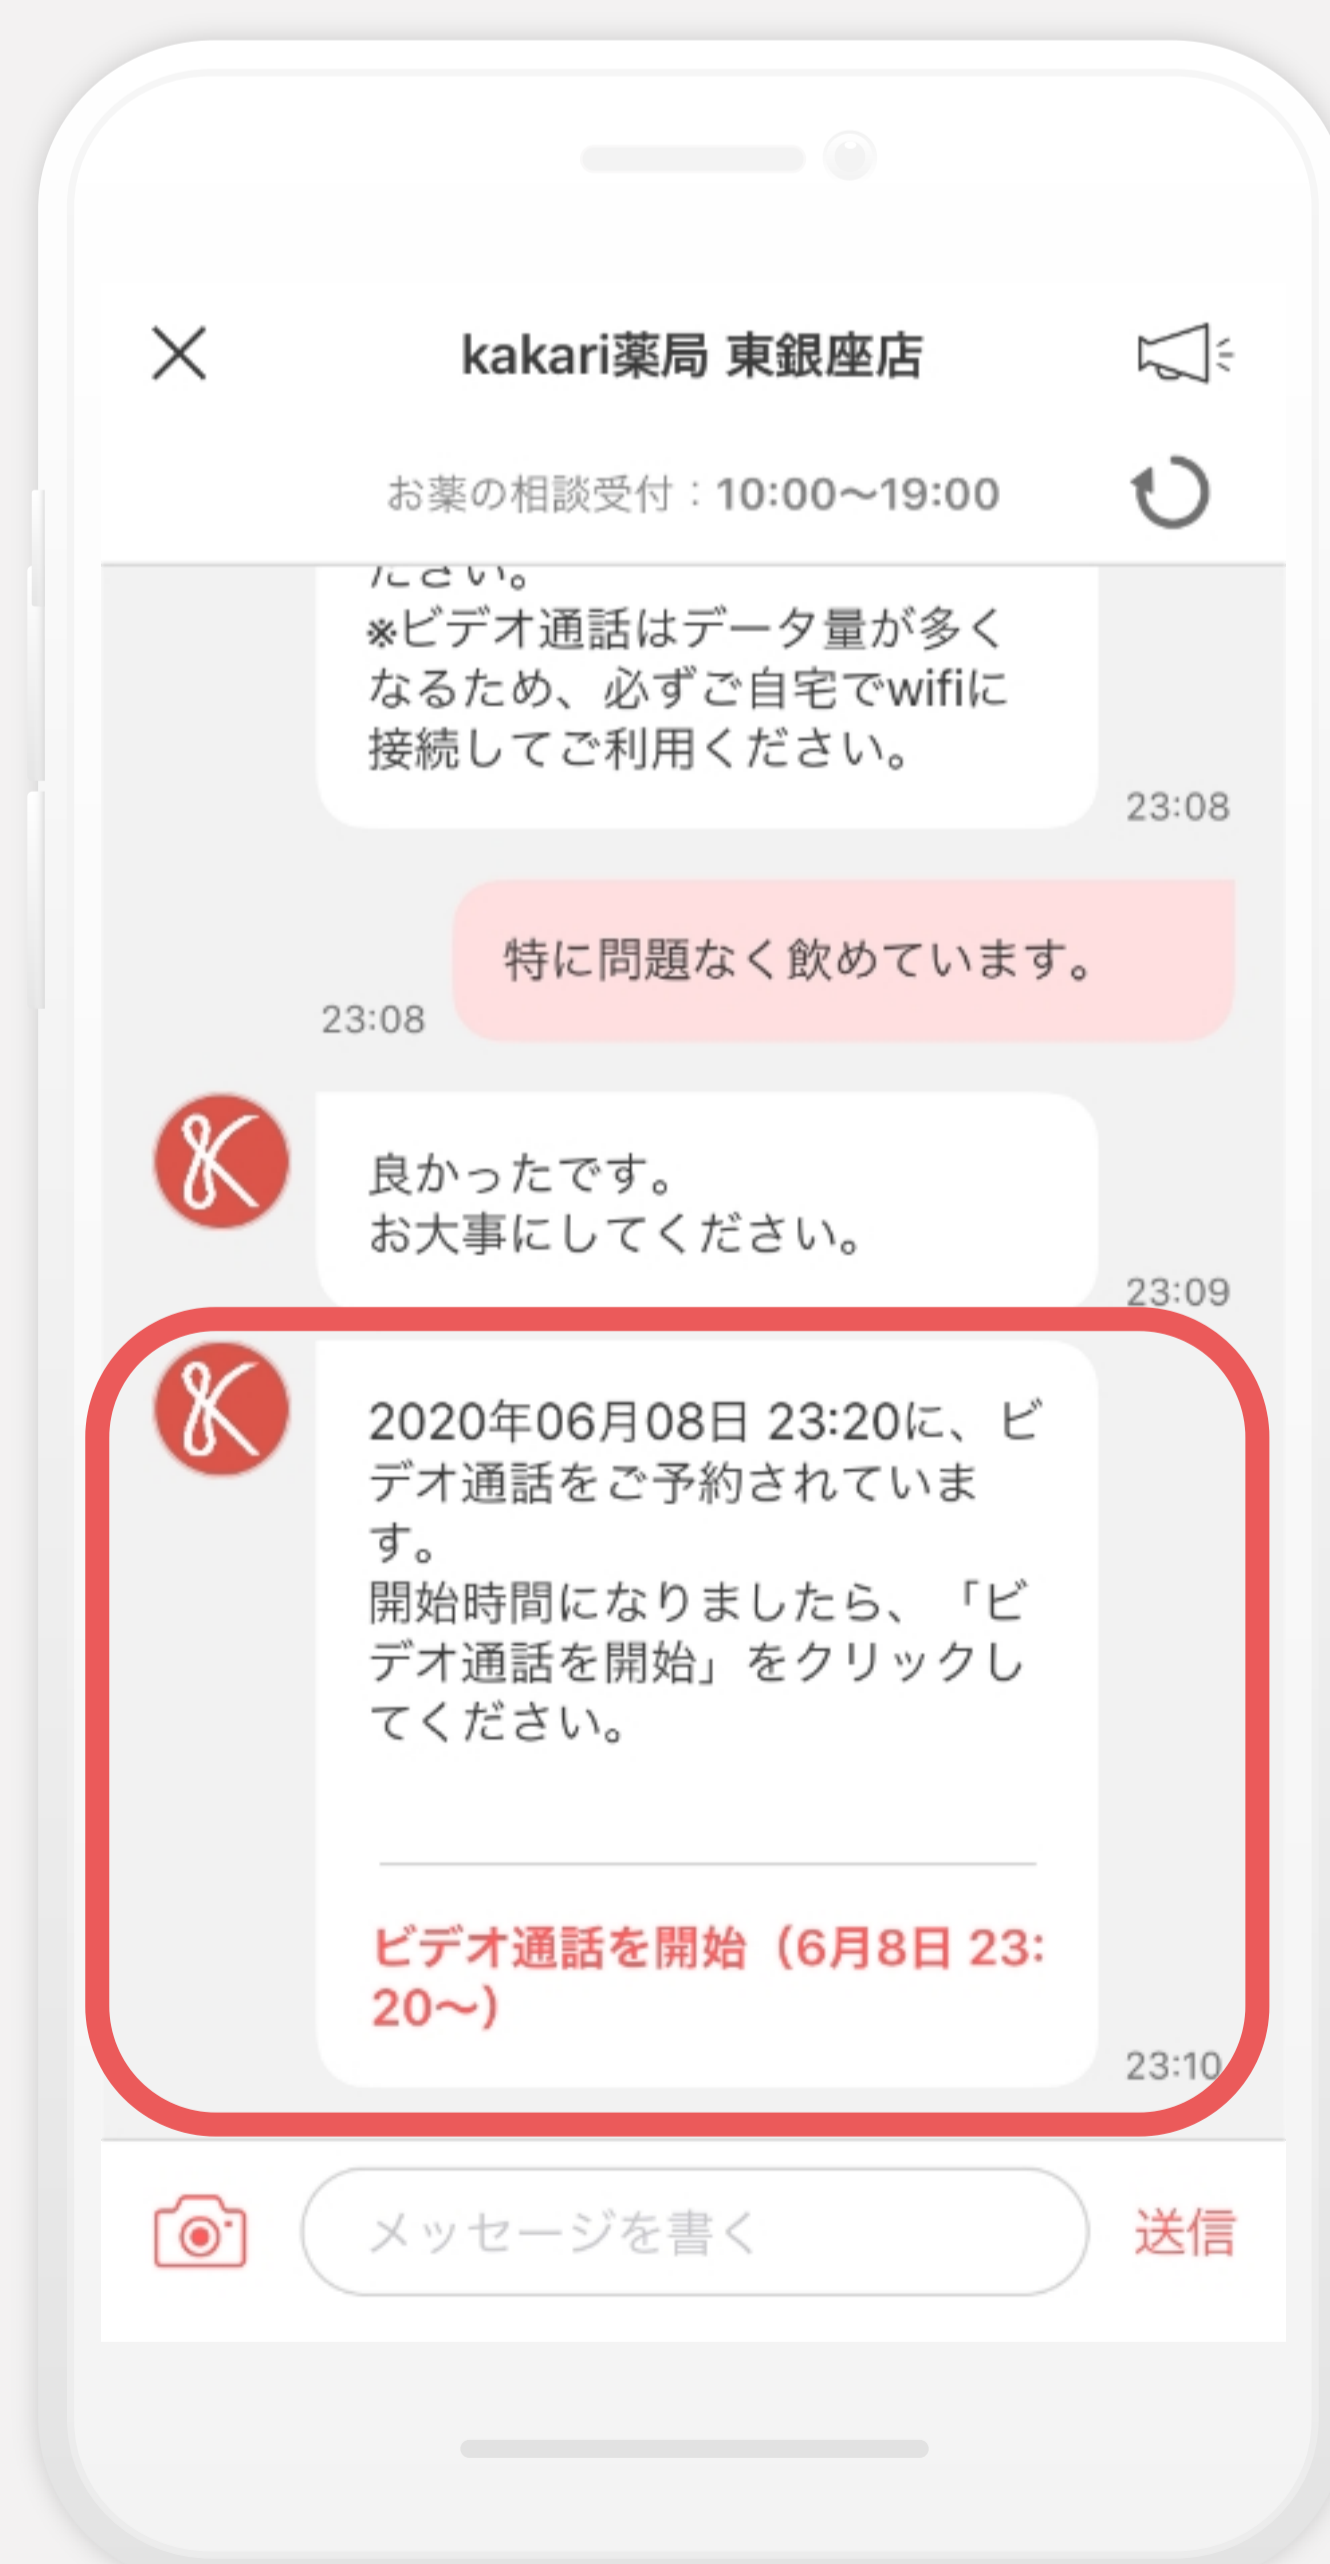 kakari薬局 東銀座店
お薬の相談受付：10:00〜19:00
ださい。
※ビデオ通話はデータ量が多く
なるため、必ずご自宅でwifiに
接続してご利用ください。
23:08
特に問題なく飲めています。
23:08
良かったです。
お大事にしてください。
23:09
2020年06月08日 23:20に、ビ
デオ通話をご予約されていま
す。
開始時間になりましたら、「ビ
デオ通話を開始」をクリックし
てください。
ビデオ通話を開始（6月8日 23:
20〜）
23:10
メッセージを書く
送信